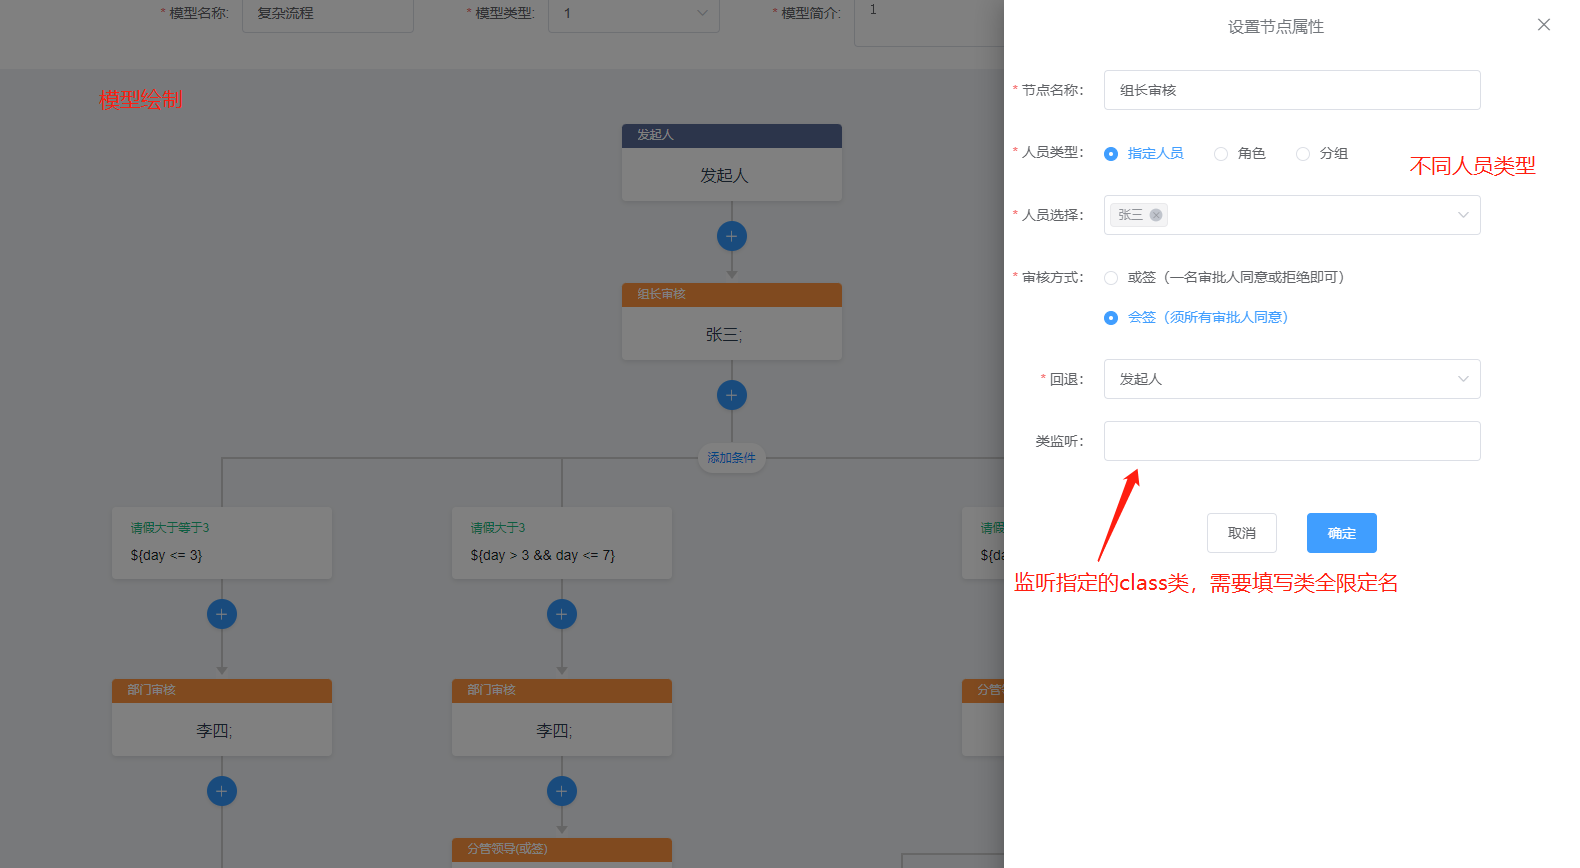 * 模型名称: 复杂流程 * 模型类型: 1 * 模型简介: 1
模型绘制
发起人
发起人
组长审核
张三;
添加条件
请假大于等于3
${day <= 3}
请假大于3
${day > 3 && day <= 7}
请假
${da
部门审核
李四;
部门审核
李四;
分管
分管领导(或签)
设置节点属性
* 节点名称： 组长审核
* 人员类型： 指定人员 角色 分组
不同人员类型
* 人员选择： 张三
* 审核方式： 或签（一名审批人同意或拒绝即可）
会签（须所有审批人同意）
* 回退： 发起人
类监听：
取消 确定
监听指定的class类，需要填写类全限定名